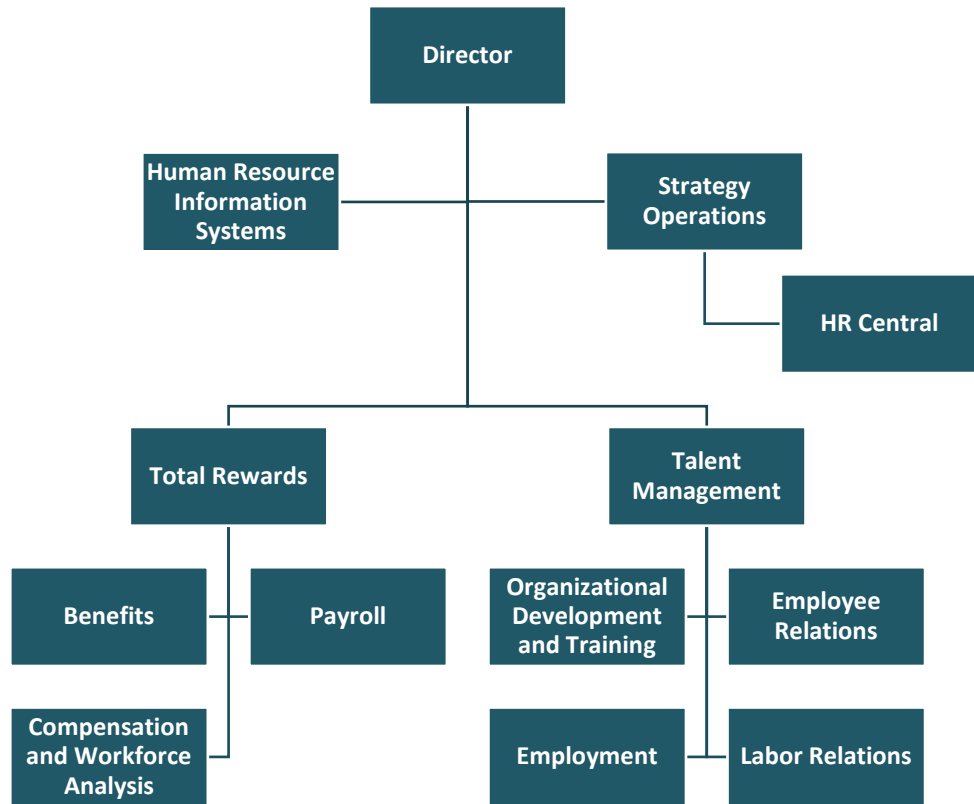 Director
Human Resource
Information
Systems
Strategy
Operations
HR Central
Total Rewards
Talent
Management
Benefits
Payroll
Organizational
Development
and Training
Employee
Relations
Compensation
and Workforce
Analysis
Employment
Labor Relations